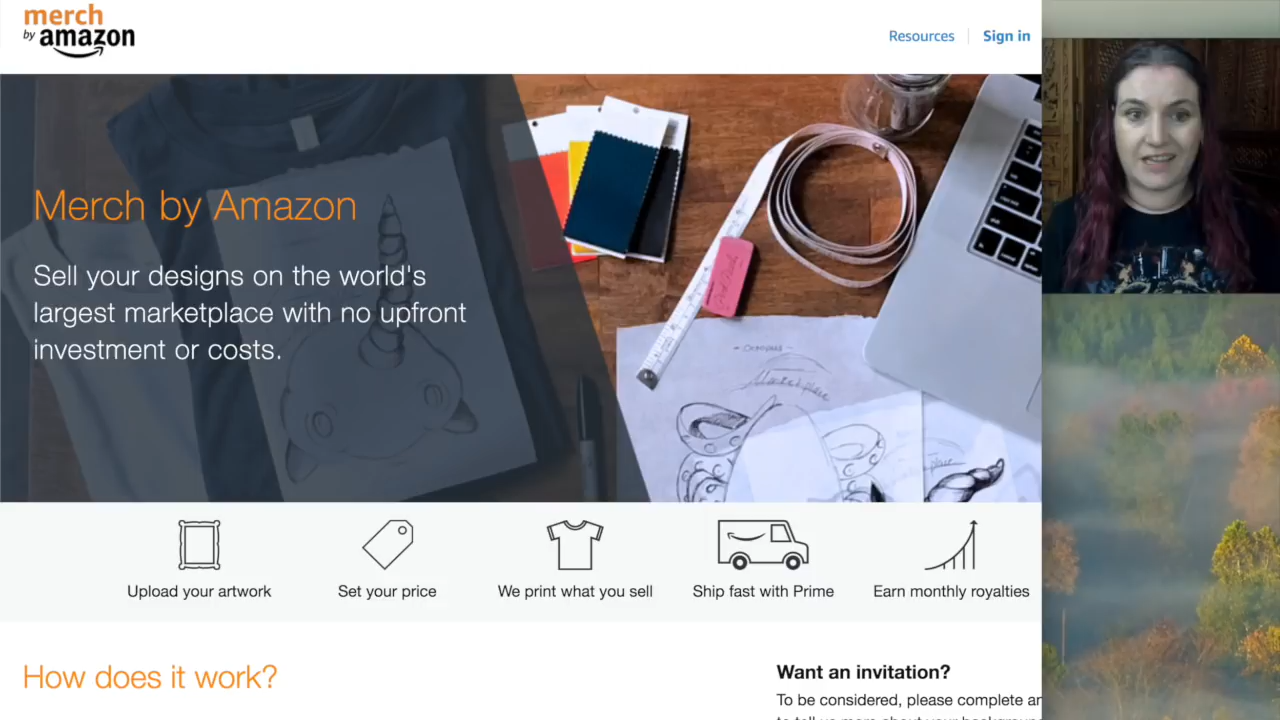 merch
by amazon
Resources
Sign in
Merch by Amazon
Sell your designs on the world's
largest marketplace with no upfront
investment or costs.
Upload your artwork
Set your price
We print what you sell
Ship fast with Prime
Earn monthly royalties
How does it work?
Want an invitation?
To be considered, please complete an